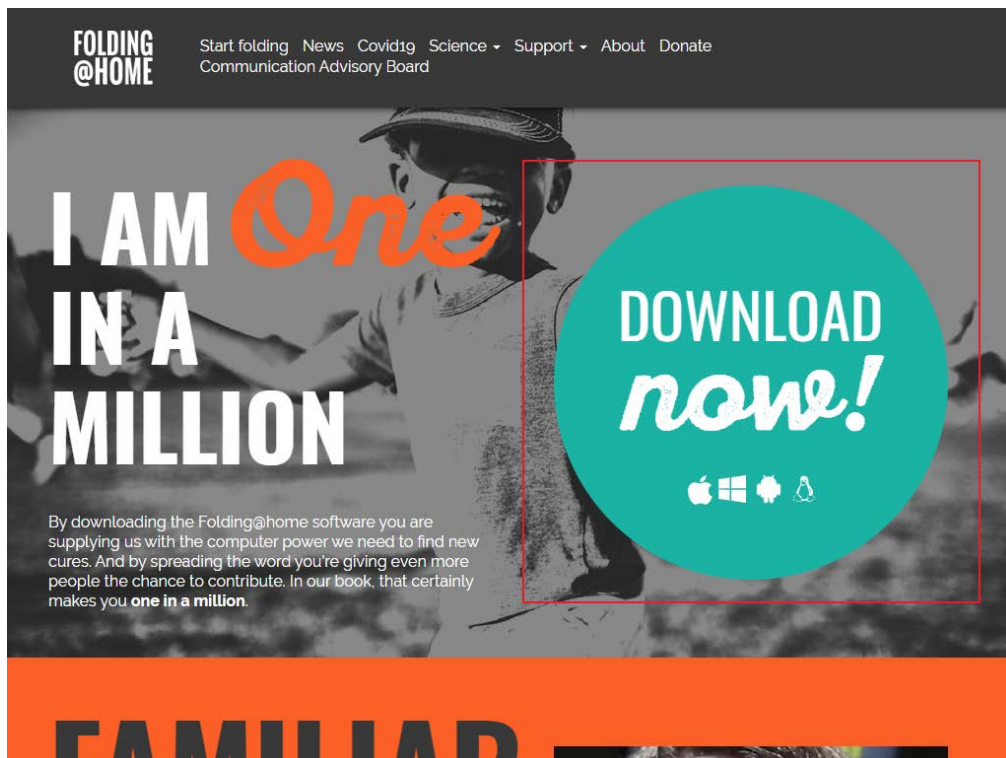 FOLDING
@HOME
Start folding News Covid19 Science Support About Donate
Communication Advisory Board
I AM One
IN A
MILLION
By downloading the Folding@home software you are
supplying us with the computer power we need to find new
cures. And by spreading the word you're giving even more
people the chance to contribute. In our book, that certainly
makes you one in a million.
DOWNLOAD
now!
FAMILIAR